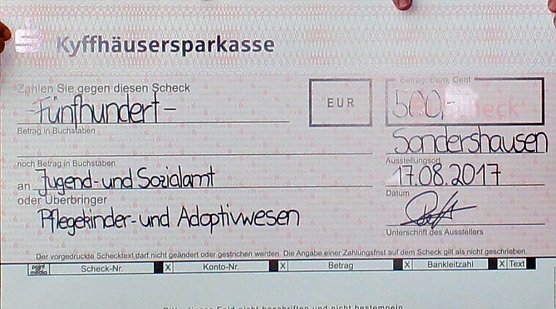 Kyffhäusersparkasse
Zahlen Sie gegen diesen Scheck
Betrag: Euro, Cent
Fünfhundert-
EUR
500,-
Betrag in Buchstaben
Sondershausen
noch Betrag in Buchstaben
Ausstellungsort
an Jugend- und Sozialamt
17.08.2017
oder Überbringer
Datum
Pflegekinder- und Adoptivwesen
Unterschrift des Ausstellers
Der vorgedruckte Schecktext darf nicht geändert oder gestrichen werden. Die Angabe einer Zahlungsfrist auf dem Scheck gilt als nicht geschrieben.
Scheck-Nr. X Konto-Nr. X Betrag X Bankleitzahl X Text